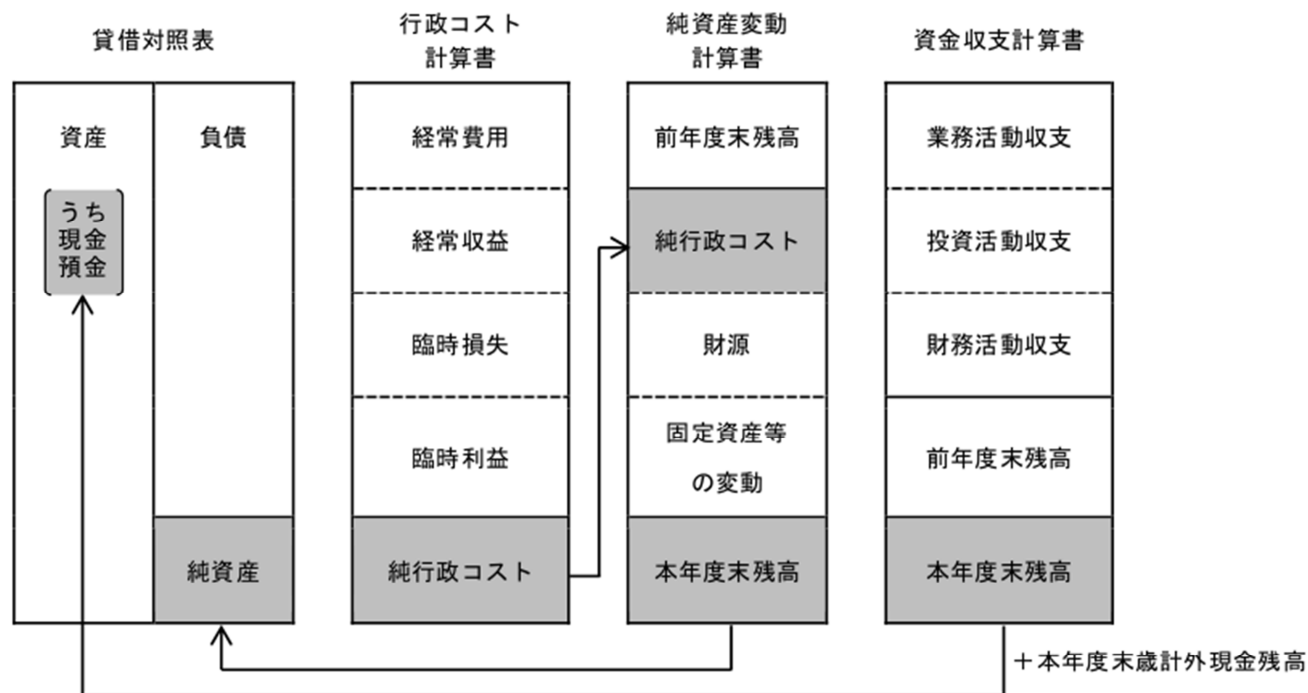 貸借対照表
資産
負債
うち
現金
預金
純資産
行政コスト
計算書
経常費用
経常収益
臨時損失
臨時利益
純行政コスト
純資産変動
計算書
前年度末残高
純行政コスト
財源
固定資産等
の変動
本年度末残高
資金収支計算書
業務活動収支
投資活動収支
財務活動収支
前年度末残高
本年度末残高
＋本年度末歳計外現金残高